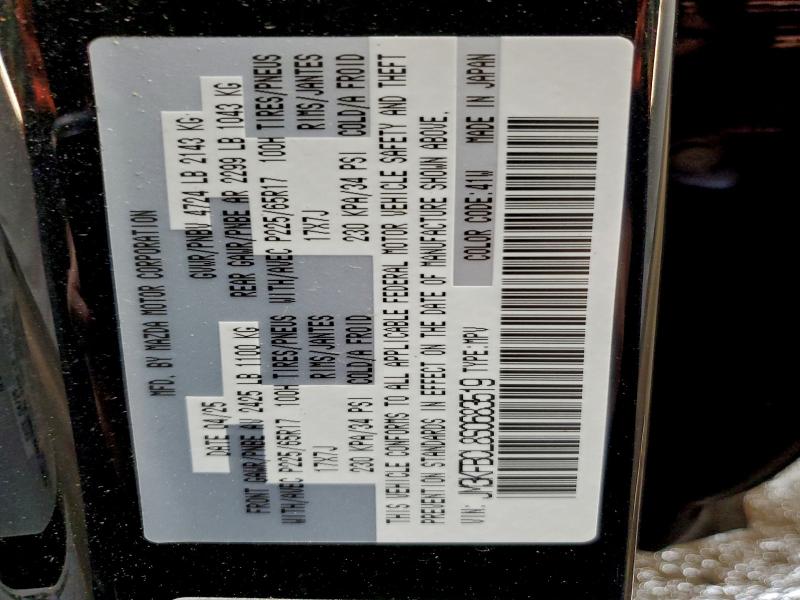 MFD. BY MAZDA MOTOR CORPORATION
DATE 04/25 GVWR/PNBV 4724 LB 2143 KG
FRONT GAWR/PNBE AV 2425 LB 1100 KG REAR GAWR/PNBE AR 2299 LB 1043 KG
WITH/AVEC P225/65R17 100H TIRES/PNEUS WITH/AVEC P225/65R17 100H TIRES/PNEUS
17X7J RIMS/JANTES 17X7J RIMS/JANTES
230 KPA/34 PSI COLD/A FROID 230 KPA/34 PSI COLD/A FROID
THIS VEHICLE CONFORMS TO ALL APPLICABLE FEDERAL MOTOR VEHICLE SAFETY AND THEFT
PREVENTION STANDARDS IN EFFECT ON THE DATE OF MANUFACTURE SHOWN ABOVE.
VIN: JM3KFBCL8S0683519 TYPE:MPV COLOR CODE:41W MADE IN JAPAN